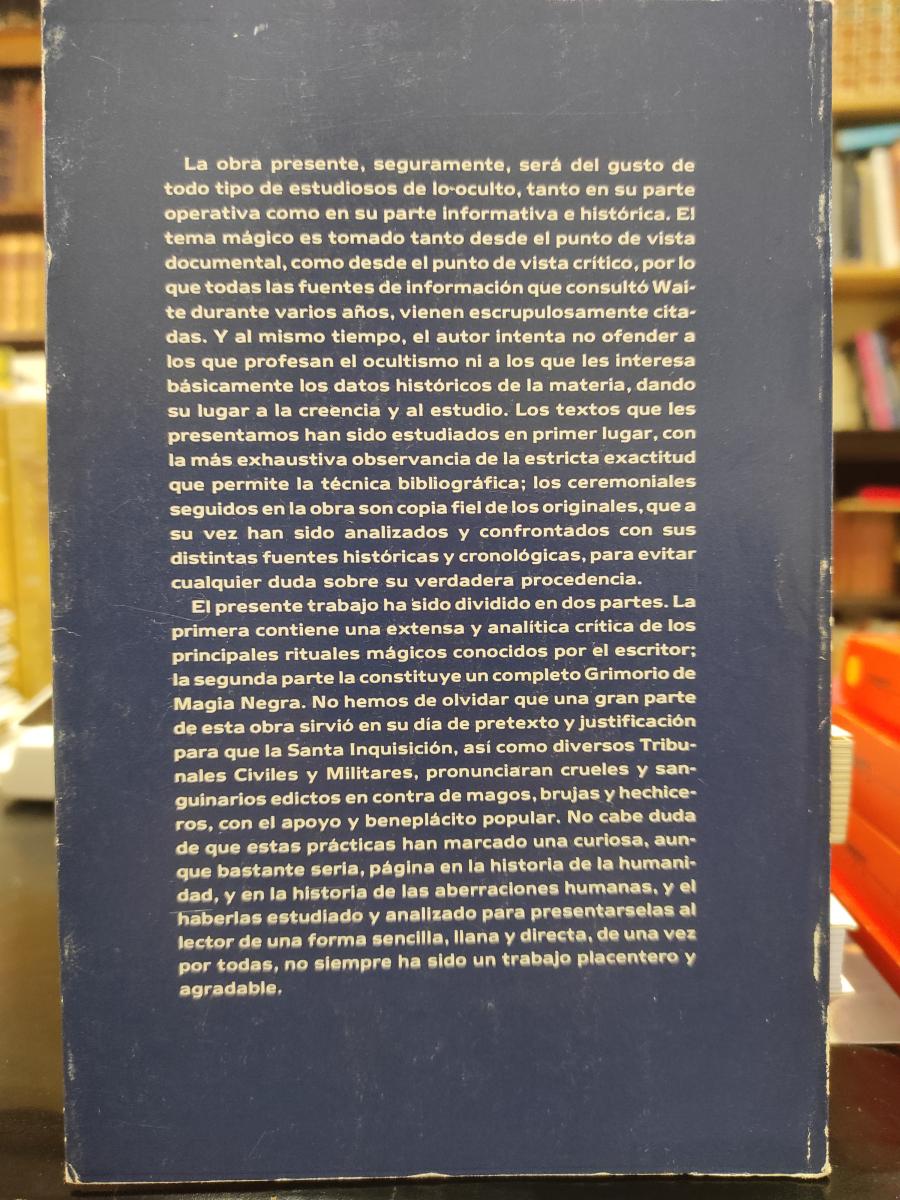 La obra presente, seguramente, será del gusto de
todo tipo de estudiosos de lo-oculto, tanto en su parte
operativa como en su parte informativa e histórica. El
tema mágico es tomado tanto desde el punto de vista
documental, como desde el punto de vista crítico, por lo
que todas las fuentes de información que consultó Wai-
te durante varios años, vienen escrupulosamente cita-
das. Y al mismo tiempo, el autor intenta no ofender a
los que profesan el ocultismo ni a los que les interesa
básicamente los datos históricos de la materia, dando
su lugar a la creencia y al estudio. Los textos que les
presentamos han sido estudiados en primer lugar, con
la más exhaustiva observancia de la estricta exactitud
que permite la técnica bibliográfica; los ceremoniales
seguidos en la obra son copia fiel de los originales, que a
su vez han sido analizados y confrontados con sus
distintas fuentes históricas y cronológicas, para evitar
cualquier duda sobre su verdadera procedencia.
El presente trabajo ha sido dividido en dos partes. La
primera contiene una extensa y analítica crítica de los
principales rituales mágicos conocidos por el escritor;
la segunda parte la constituye un completo Grimorio de
Magia Negra. No hemos de olvidar que una gran parte
de esta obra sirvió en su día de pretexto y justificación
para que la Santa Inquisición, así como diversos Tribu-
nales Civiles y Militares, pronunciaran crueles y san-
guinarios edictos en contra de magos, brujas y hechice-
ros, con el apoyo y beneplácito popular. No cabe duda
de que estas prácticas han marcado una curiosa, aun-
que bastante seria, página en la historia de la humani-
dad, y en la historia de las aberraciones humanas, y el
haberlas estudiado y analizado para presentarselas al
lector de una forma sencilla, llana y directa, de una vez
por todas, no siempre ha sido un trabajo placentero y
agradable.